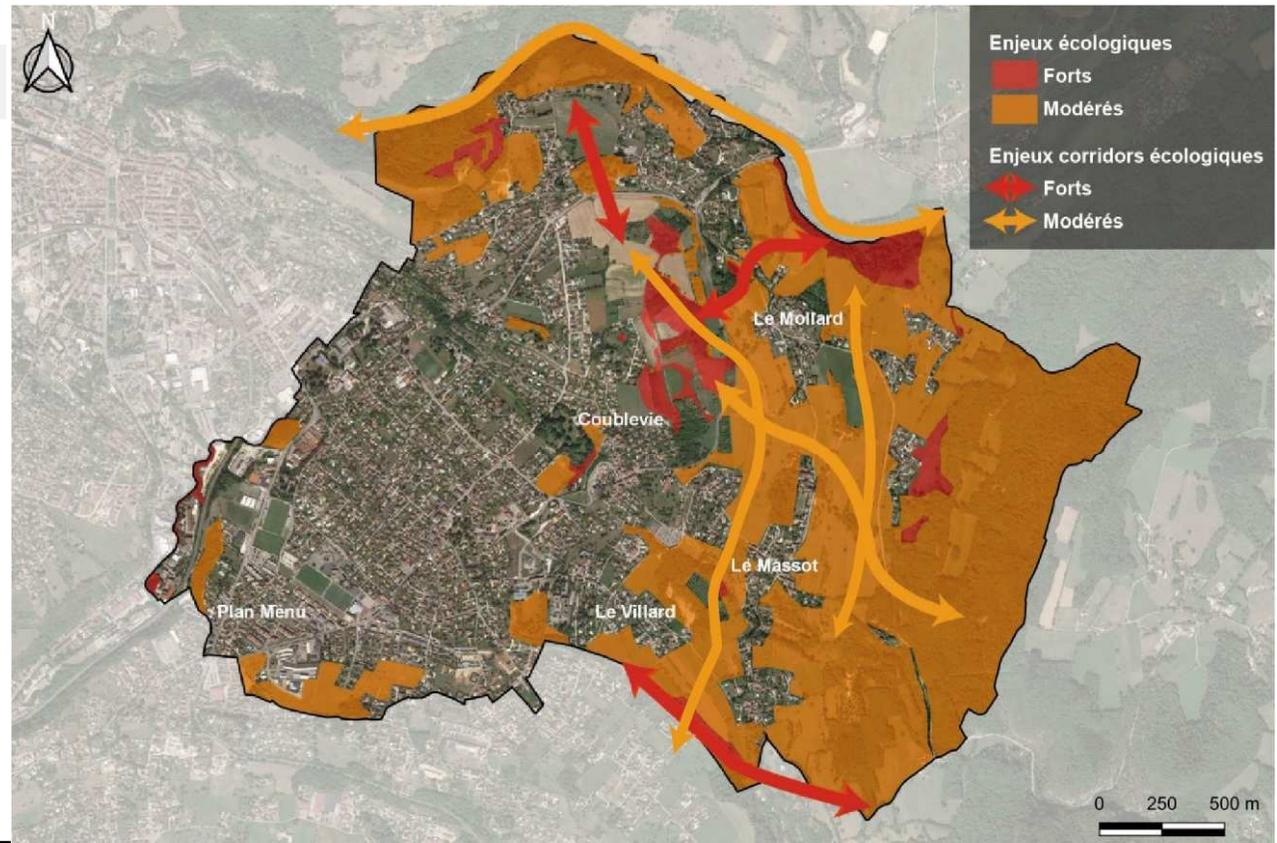 N
Enjeux écologiques
Forts
Modérés
Enjeux corridors écologiques
Forts
Modérés
Le Mollard
Coublevie
Le Massot
Plan Menu
Le Villard
0 250 500 m